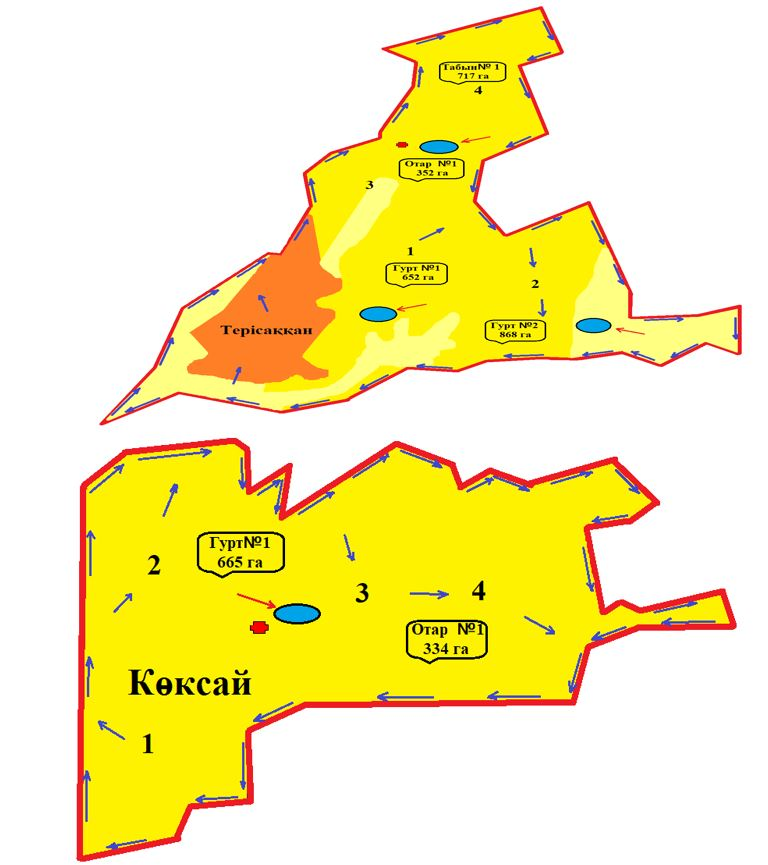 Табын№ 1
717 га
4
Отар №1
352 га
3
1
Гурт №1
652 га
2
Гурт №2
868 га
Терісаққан
Гурт№1
665 га
2
3
4
Отар №1
334 га
Көксай
1